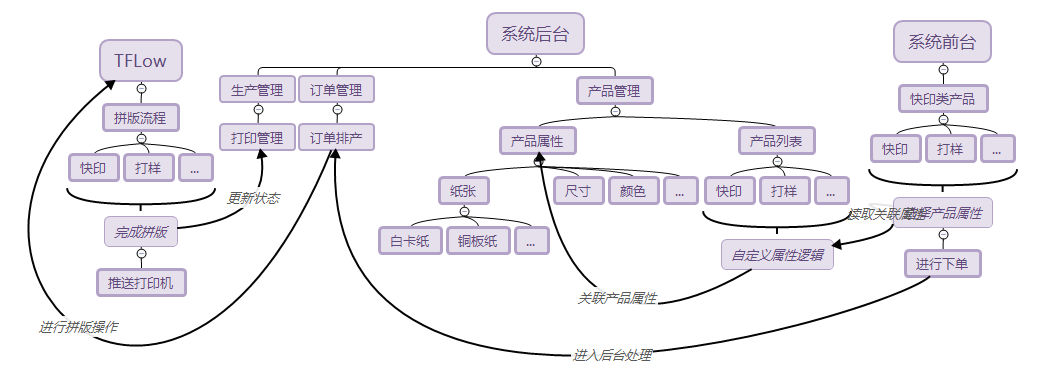 系统后台
系统前台
TFLow
生产管理
订单管理
产品管理
快印类产品
拼版流程
打印管理
订单排产
产品属性
产品列表
快印
打样
...
快印
打样
...
纸张
尺寸
颜色
...
快印
打样
...
更新状态
读取关联属性
选择产品属性
完成拼版
白卡纸
铜板纸
...
自定义属性逻辑
进行下单
推送打印机
关联产品属性
进行拼版操作
进入后台处理